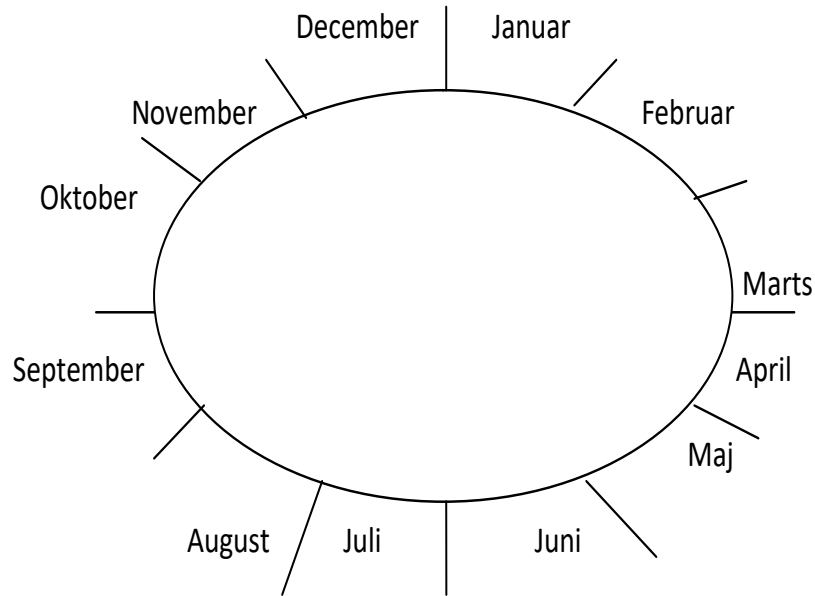 December
Januar
November
Februar
Oktober
Marts
September
April
Maj
August
Juli
Juni